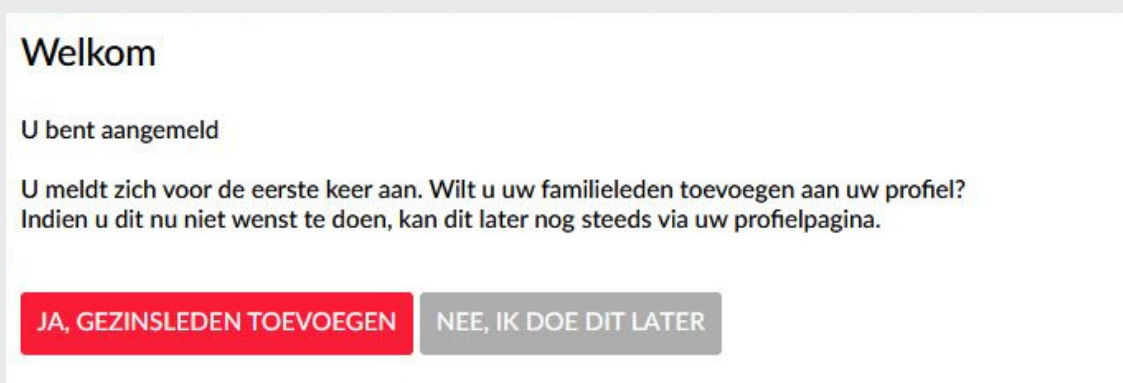 Welkom
U bent aangemeld
U meldt zich voor de eerste keer aan. Wilt u uw familieleden toevoegen aan uw profiel?
Indien u dit nu niet wenst te doen, kan dit later nog steeds via uw profielpagina.
JA, GEZINSLEDEN TOEVOEGEN NEE, IK DOE DIT LATER